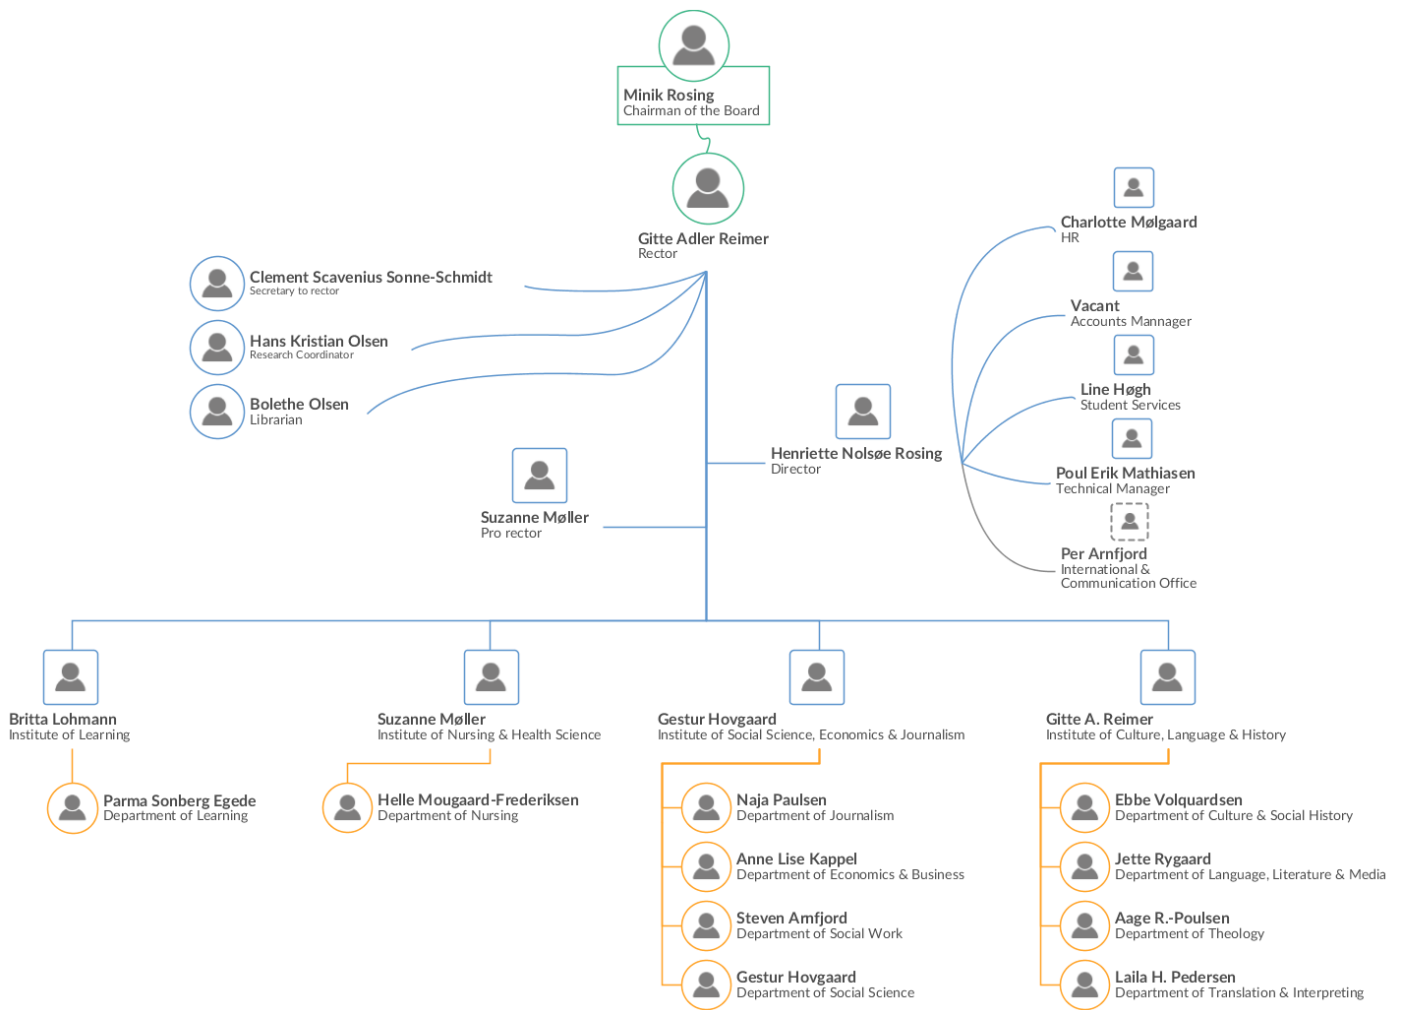 Minik Rosing
Chairman of the Board
Gitte Adler Reimer
Rector
Clement Scavenius Sonne-Schmidt
Secretary to rector
Hans Kristian Olsen
Research Coordinator
Bolethe Olsen
Librarian
Suzanne Møller
Pro rector
Henriette Nolsøe Rosing
Director
Charlotte Mølgaard
HR
Vacant
Accounts Mannager
Line Høgh
Student Services
Poul Erik Mathiasen
Technical Manager
Per Arnfjord
International &
Communication Office
Britta Lohmann
Institute of Learning
Parma Sonberg Egede
Department of Learning
Suzanne Møller
Institute of Nursing & Health Science
Helle Mougaard-Frederiksen
Department of Nursing
Gestur Hovgaard
Institute of Social Science, Economics & Journalism
Naja Paulsen
Department of Journalism
Anne Lise Kappel
Department of Economics & Business
Steven Arnfjord
Department of Social Work
Gestur Hovgaard
Department of Social Science
Gitte A. Reimer
Institute of Culture, Language & History
Ebbe Volquardsen
Department of Culture & Social History
Jette Rygaard
Department of Language, Literature & Media
Aage R.-Poulsen
Department of Theology
Laila H. Pedersen
Department of Translation & Interpreting